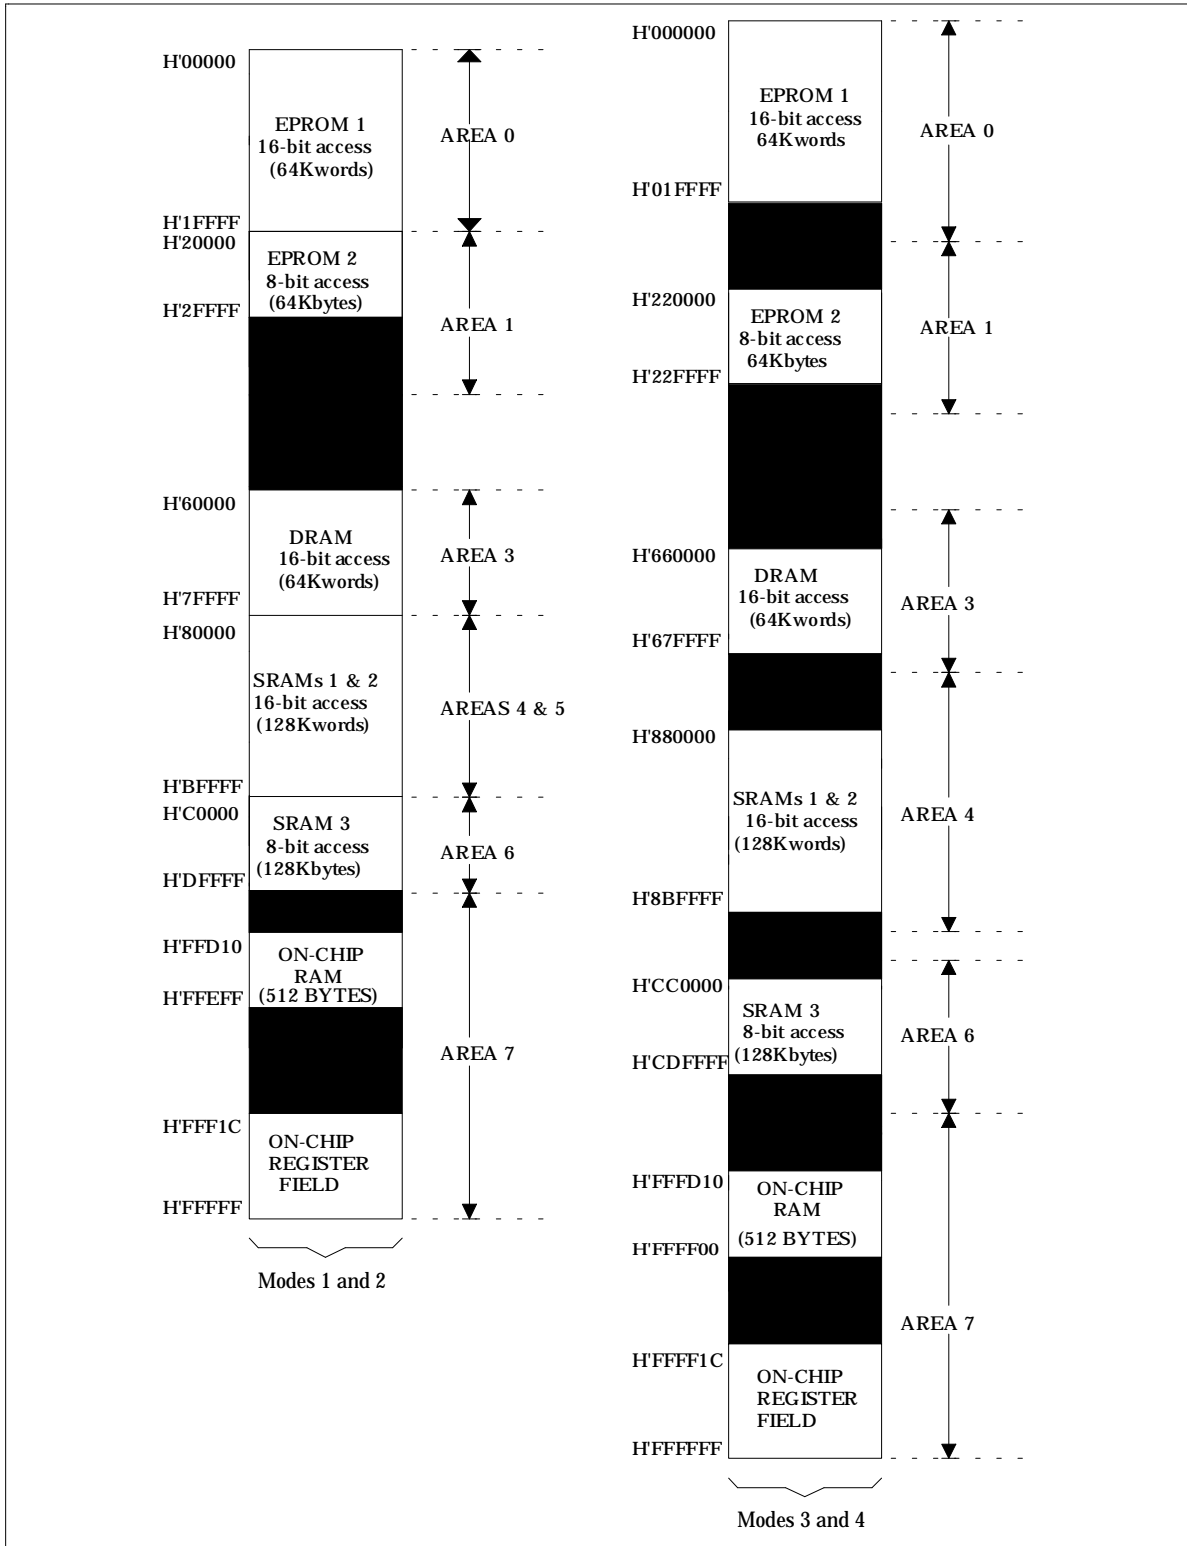 H'00000
EPROM 1
16-bit access
(64Kwords)
AREA 0
H'1FFFF
H'20000
EPROM 2
8-bit access
(64Kbytes)
H'2FFFF
AREA 1
H'60000
DRAM
16-bit access
(64Kwords)
AREA 3
H'7FFFF
H'80000
SRAMs 1 & 2
16-bit access
(128Kwords)
AREAS 4 & 5
H'BFFFF
H'C0000
SRAM 3
8-bit access
(128Kbytes)
AREA 6
H'DFFFF
H'FFD10
ON-CHIP
RAM
(512 BYTES)
H'FFEFF
AREA 7
H'FFF1C
ON-CHIP
REGISTER
FIELD
H'FFFFF
Modes 1 and 2
H'000000
EPROM 1
16-bit access
64Kwords
AREA 0
H'01FFFF
H'220000
EPROM 2
8-bit access
64Kbytes
AREA 1
H'22FFFF
H'660000
DRAM
16-bit access
(64Kwords)
AREA 3
H'67FFFF
H'880000
SRAMs 1 & 2
16-bit access
(128Kwords)
AREA 4
H'8BFFFF
H'CC0000
SRAM 3
8-bit access
(128Kbytes)
AREA 6
H'CDFFFF
H'FFFD10
ON-CHIP
RAM
(512 BYTES)
H'FFFF00
AREA 7
H'FFFF1C
ON-CHIP
REGISTER
FIELD
H'FFFFFF
Modes 3 and 4